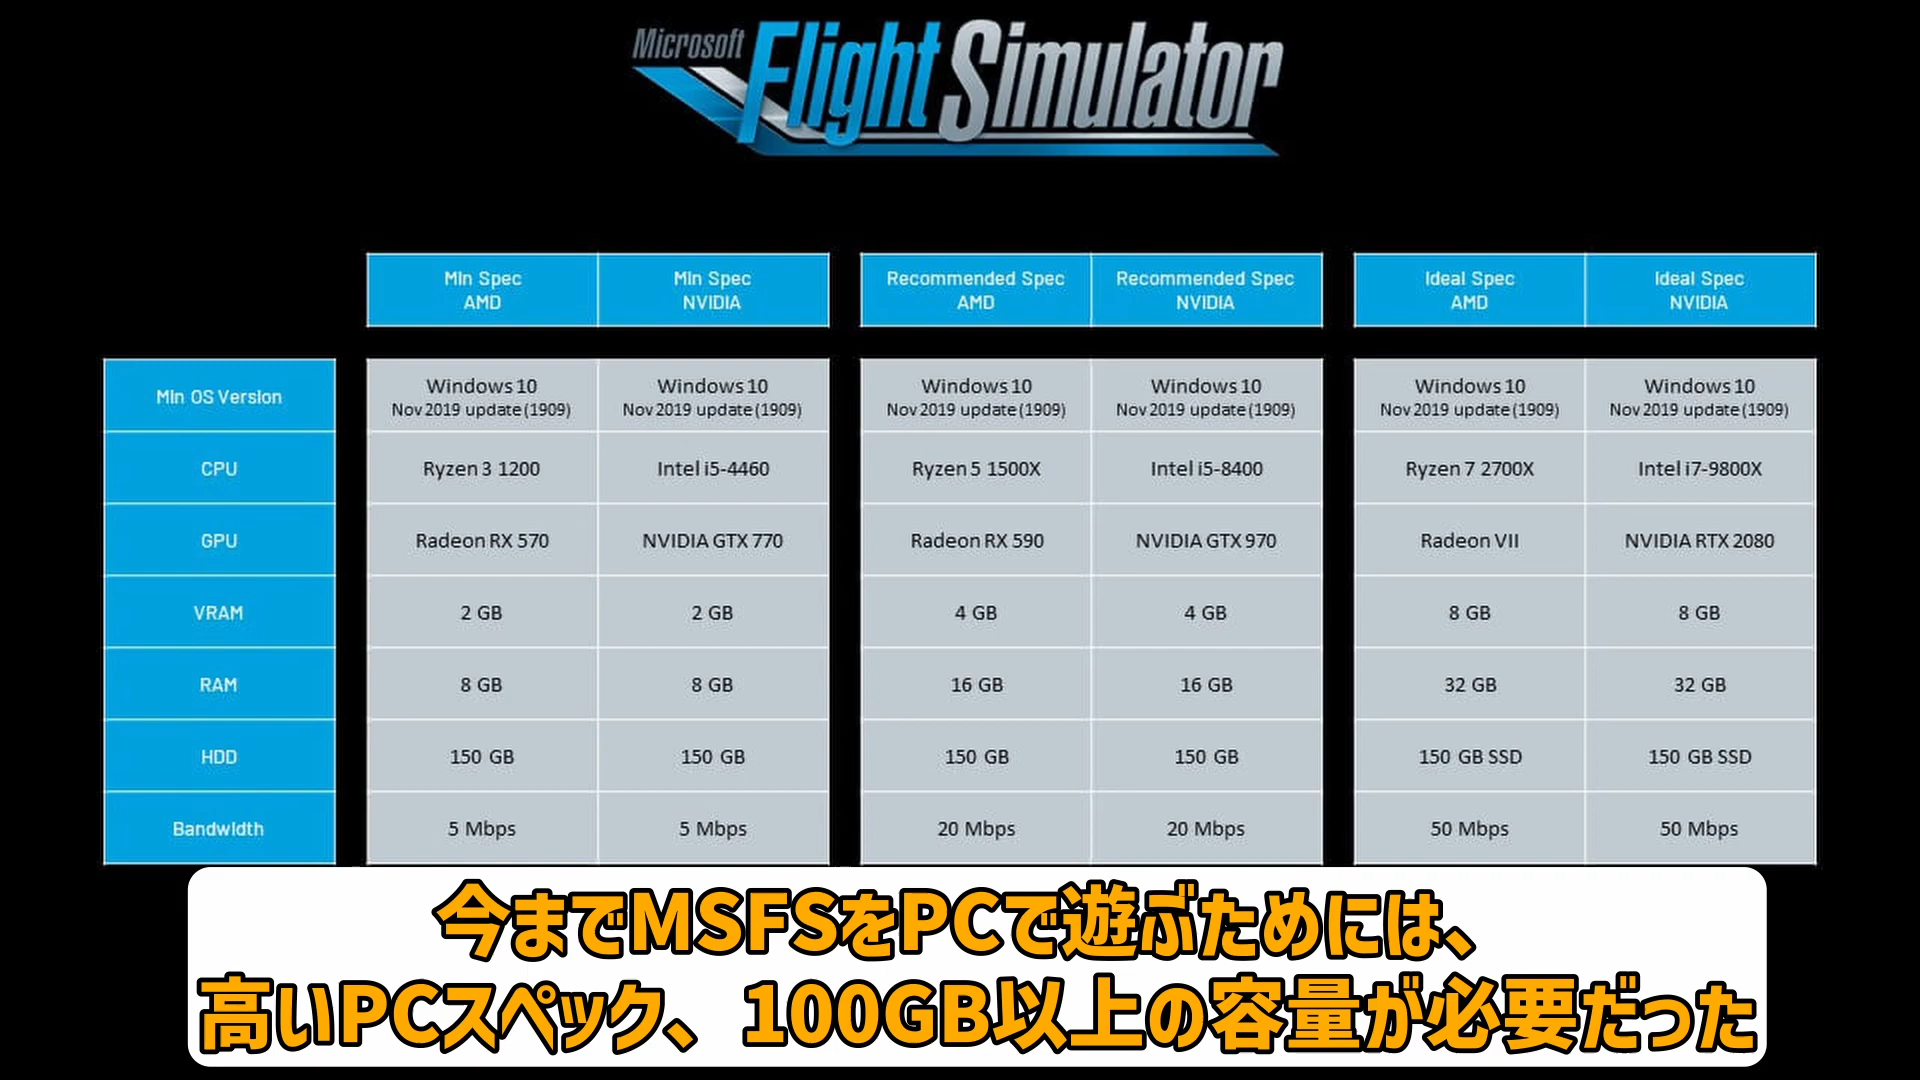 Microsoft Flight Simulator
Min Spec AMD
Min Spec NVIDIA
Recommended Spec AMD
Recommended Spec NVIDIA
Ideal Spec AMD
Ideal Spec NVIDIA
Min OS Version
Windows 10 Nov 2019 update (1909)
Windows 10 Nov 2019 update (1909)
Windows 10 Nov 2019 update (1909)
Windows 10 Nov 2019 update (1909)
Windows 10 Nov 2019 update (1909)
Windows 10 Nov 2019 update (1909)
CPU
Ryzen 3 1200
Intel i5-4460
Ryzen 5 1500X
Intel i5-8400
Ryzen 7 2700X
Intel i7-9800X
GPU
Radeon RX 570
NVIDIA GTX 770
Radeon RX 590
NVIDIA GTX 970
Radeon VII
NVIDIA RTX 2080
VRAM
2 GB
2 GB
4 GB
4 GB
8 GB
8 GB
RAM
8 GB
8 GB
16 GB
16 GB
32 GB
32 GB
HDD
150 GB
150 GB
150 GB
150 GB
150 GB SSD
150 GB SSD
Bandwidth
5 Mbps
5 Mbps
20 Mbps
20 Mbps
50 Mbps
50 Mbps
今までMSFSをPCで遊ぶためには、
高いPCスペック、100GB以上の容量が必要だった